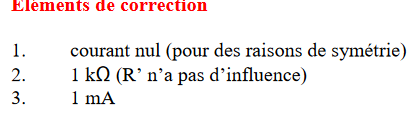 Eléments de correction
1. courant nul (pour des raisons de symétrie)
2. 1 kΩ (R’ n’a pas d’influence)
3. 1 mA